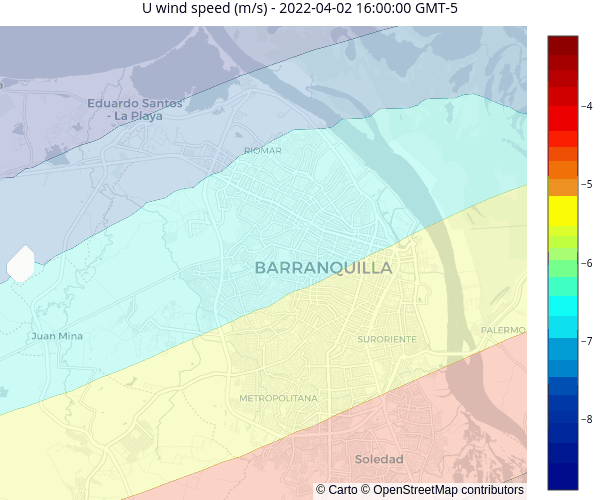 U wind speed (m/s) - 2022-04-02 16:00:00 GMT-5
Eduardo Santos
- La Playa
RIOMAR
BARRANQUILLA
Juan Mina
SURORIENTE
PALERMO
METROPOLITANA
Soledad
© Carto © OpenStreetMap contributors
−4
−5
−6
−7
−8